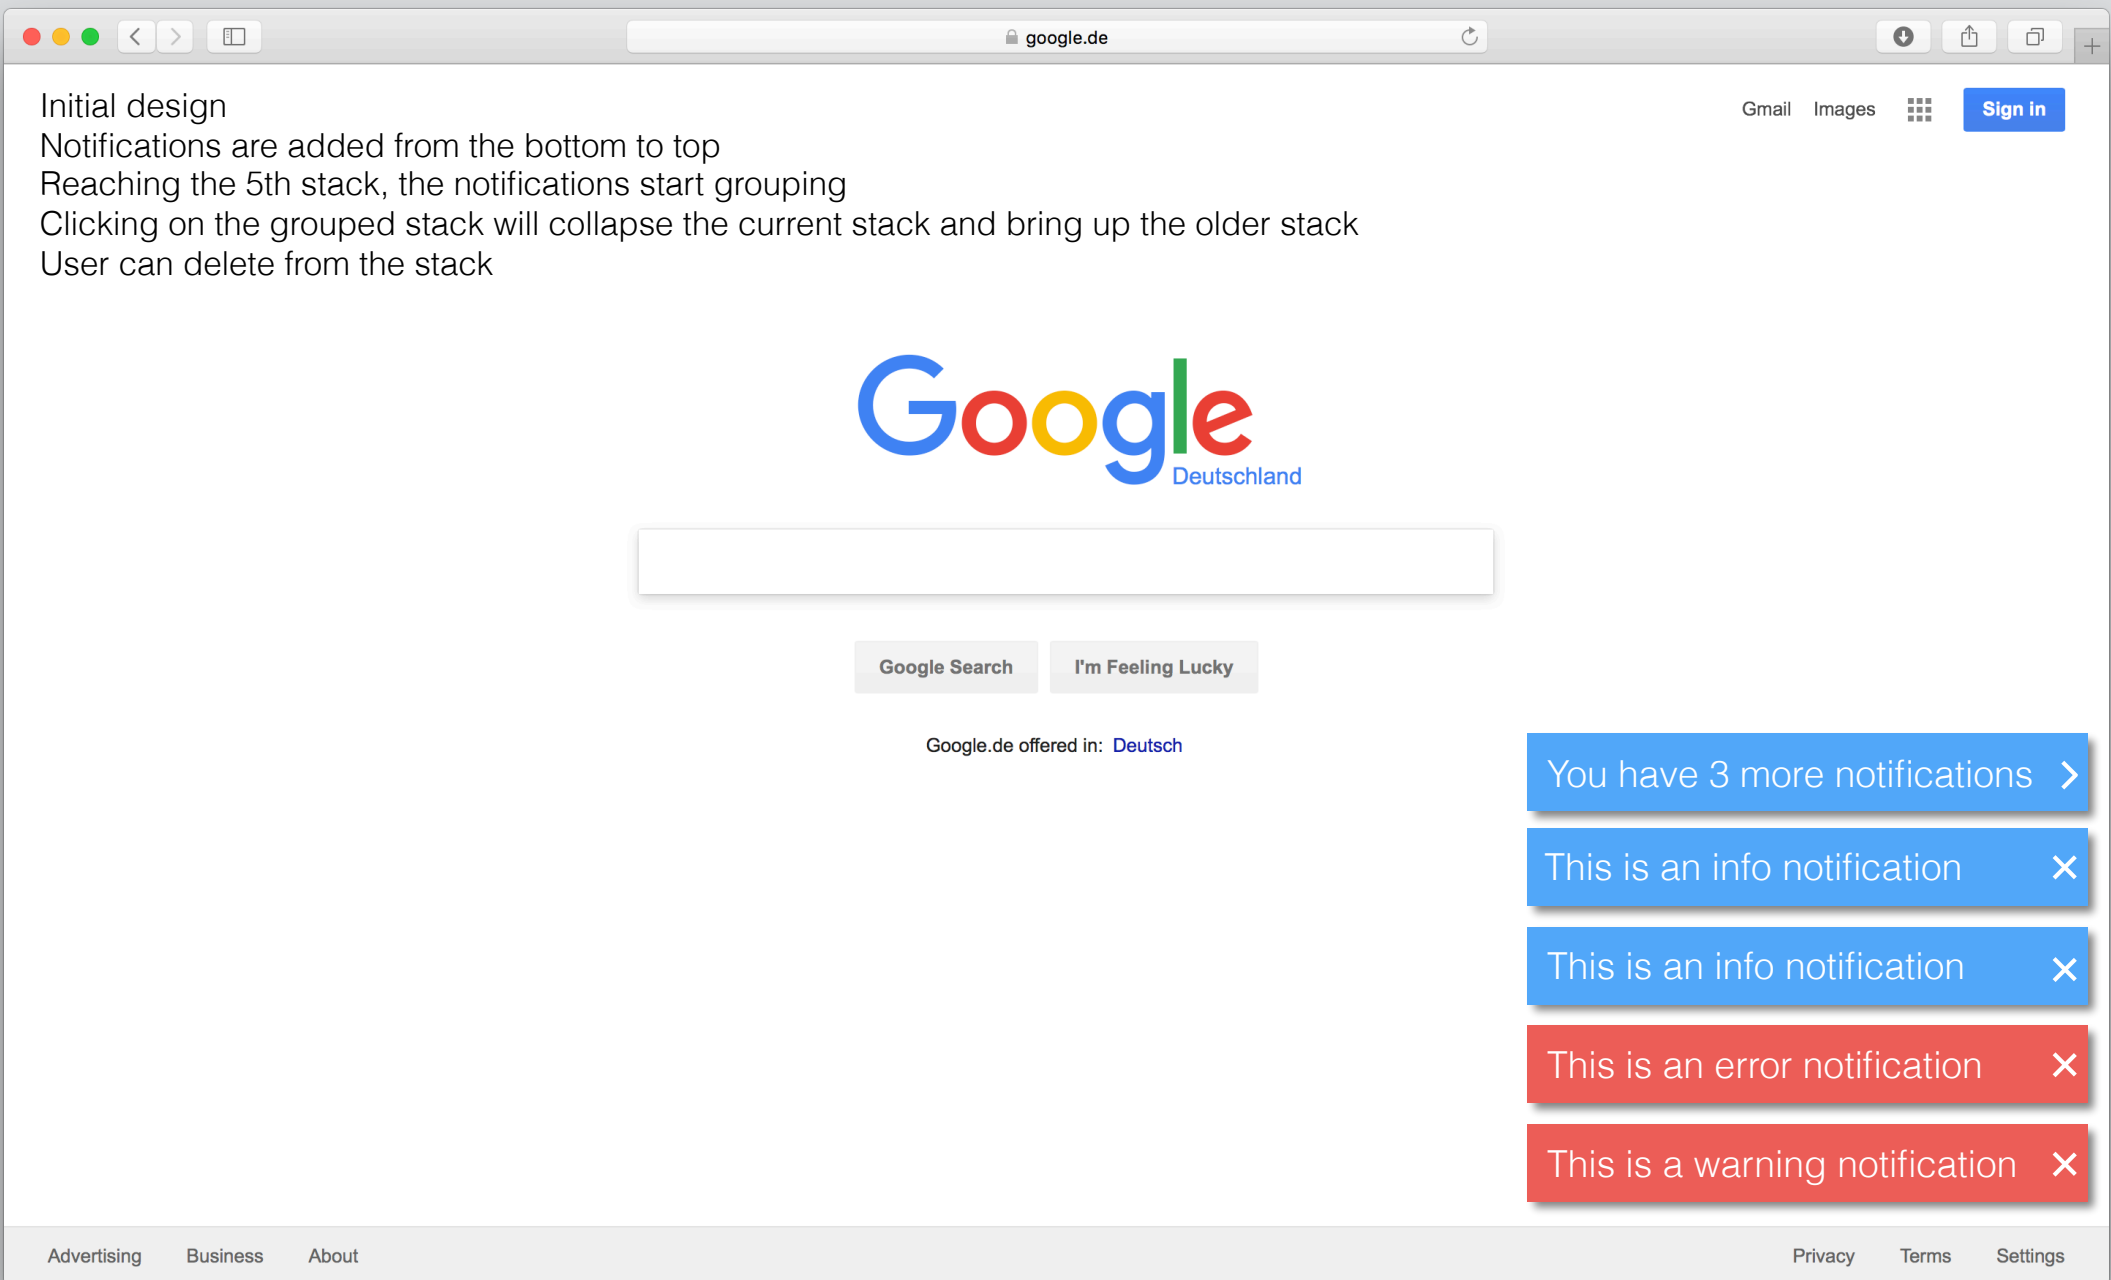 google.de
Initial design
Notifications are added from the bottom to top
Reaching the 5th stack, the notifications start grouping
Clicking on the grouped stack will collapse the current stack and bring up the older stack
User can delete from the stack
Gmail Images Sign in
Google
Deutschland
Google Search I'm Feeling Lucky
Google.de offered in: Deutsch
You have 3 more notifications
This is an info notification
This is an info notification
This is an error notification
This is a warning notification
Advertising Business About Privacy Terms Settings